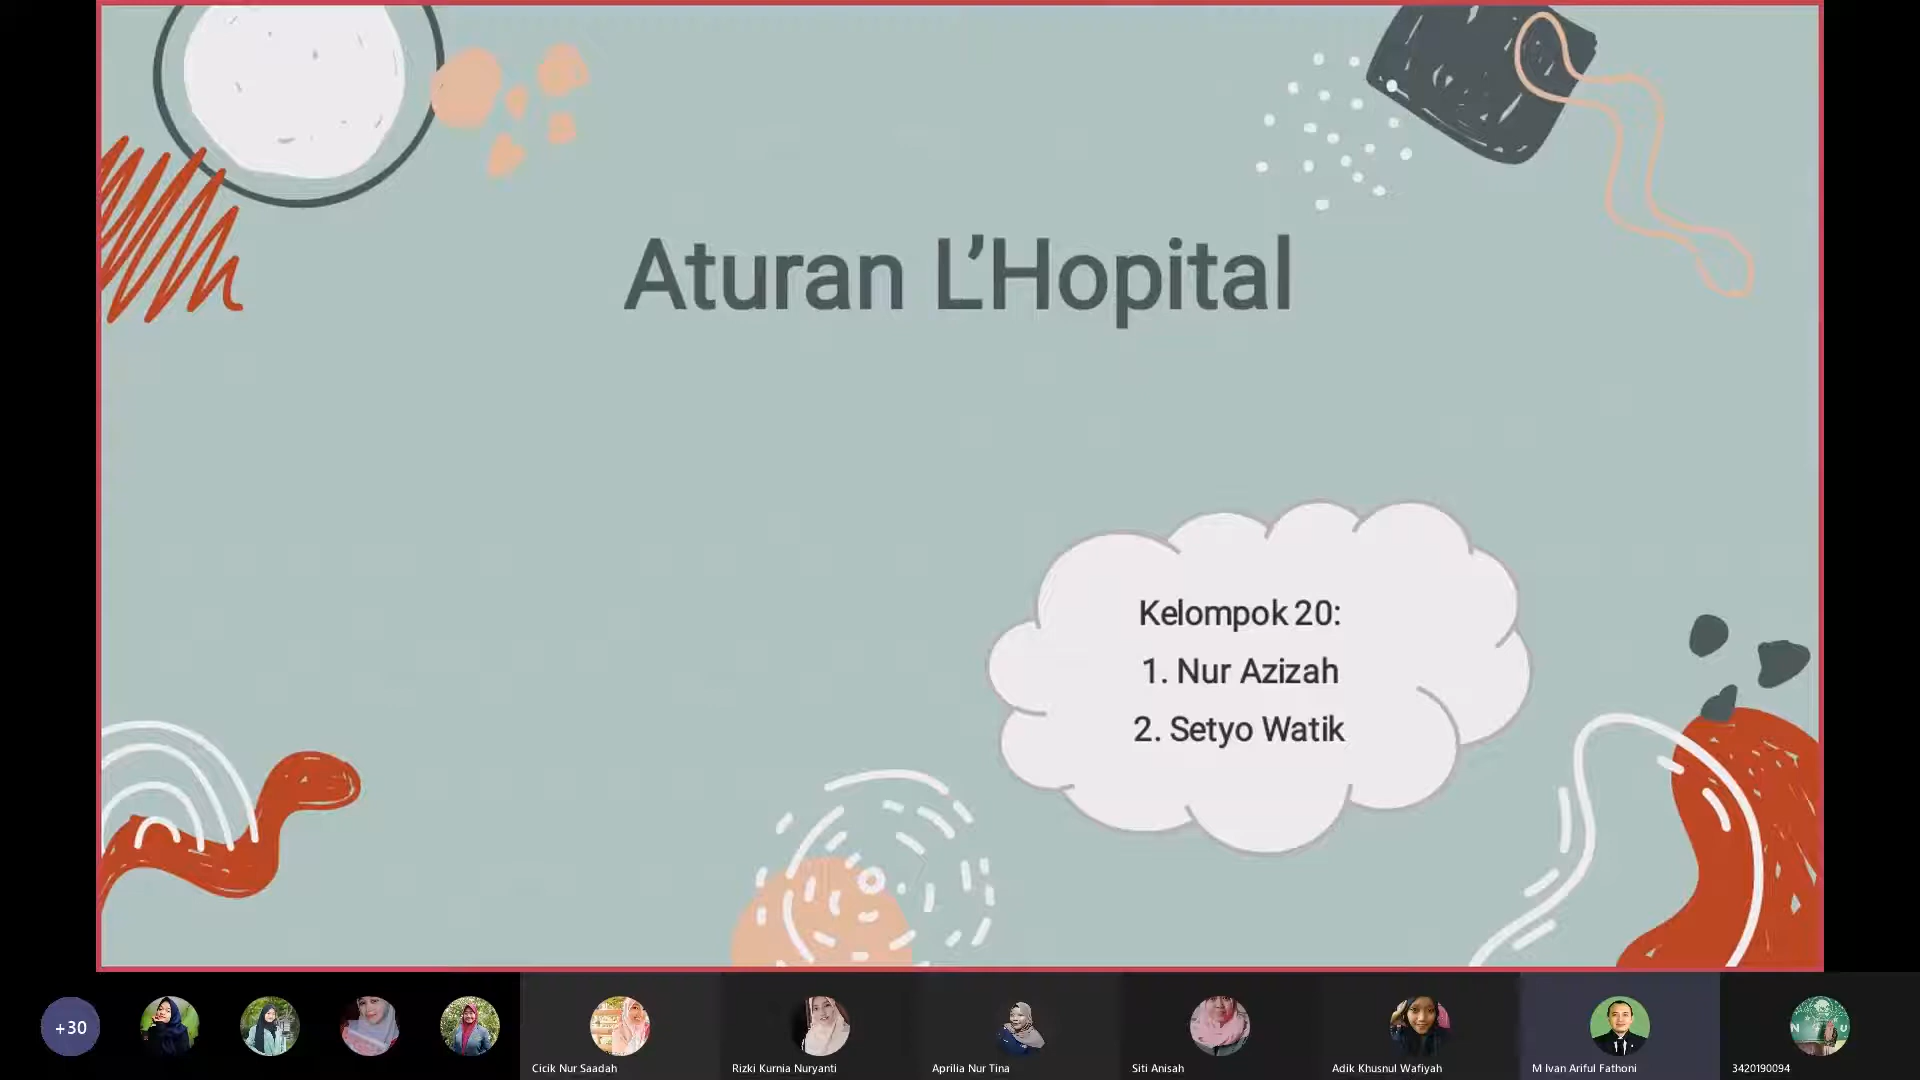 Aturan L’Hopital
Kelompok 20:
1. Nur Azizah
2. Setyo Watik
+30
Cicik Nur Saadah
Rizki Kurnia Nuryanti
Aprilia Nur Tina
Siti Anisah
Adik Khusnul Wafiyah
M Ivan Ariful Fathoni
3420190094